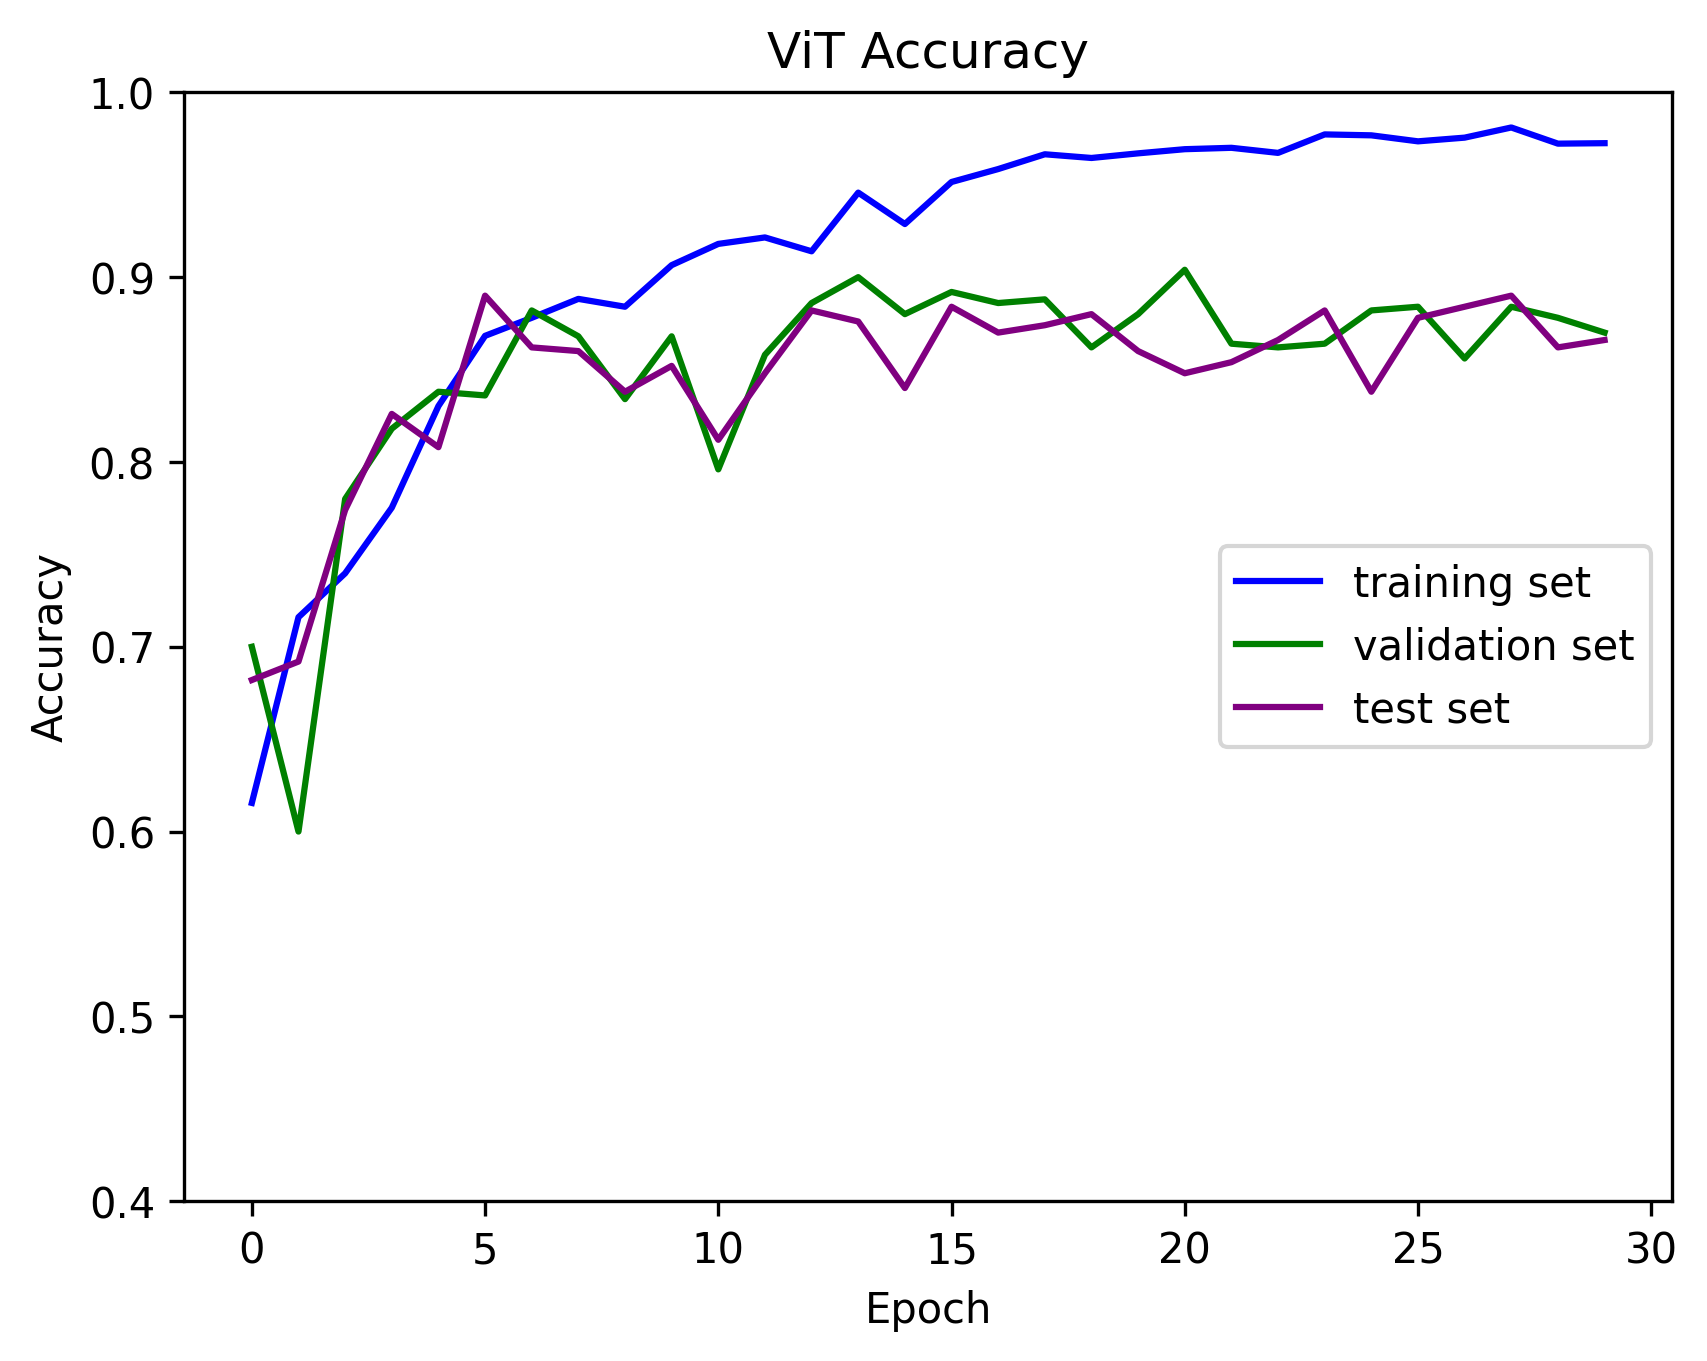 ViT Accuracy
1.0
0.9
0.8
0.7
0.6
0.5
0.4
Accuracy
training set
validation set
test set
0 5 10 15 20 25 30
Epoch